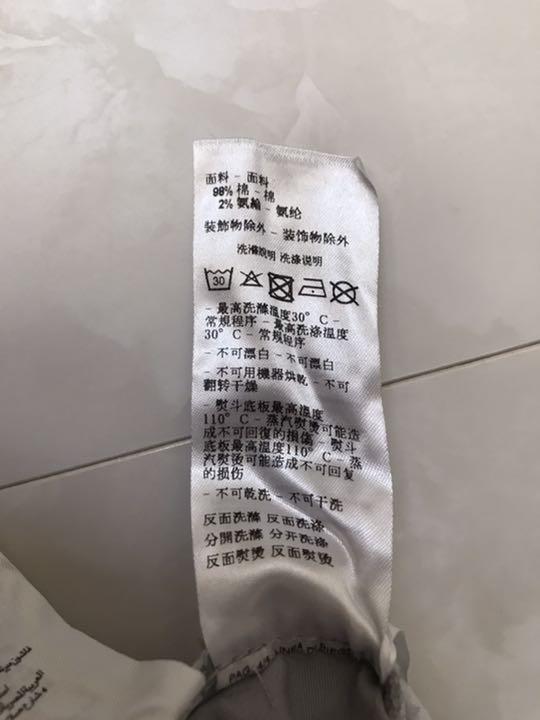 面料 - 面料
98% 棉 - 棉
2% 氨綸 - 氨纶
装飾物除外 - 装饰物除外
洗滌說明 洗涤说明
30
- 最高洗滌温度30° C -
常規程序 - 最高洗涤温度
30° C - 常规程序
- 不可漂白 - 不可漂白
- 不可用機器烘乾 - 不可
翻转干燥
- 熨斗底板最高温度
110° C - 蒸汽熨燙可能造
成不可回復的損傷 - 熨斗
底板最高温度110° C - 蒸
汽熨烫可能造成不可回复
的损伤
- 不可乾洗 - 不可干洗
反面洗滌 反面洗涤
分開洗滌 分开洗涤
反面熨燙 反面熨烫
PAG. 4/4 LINEA